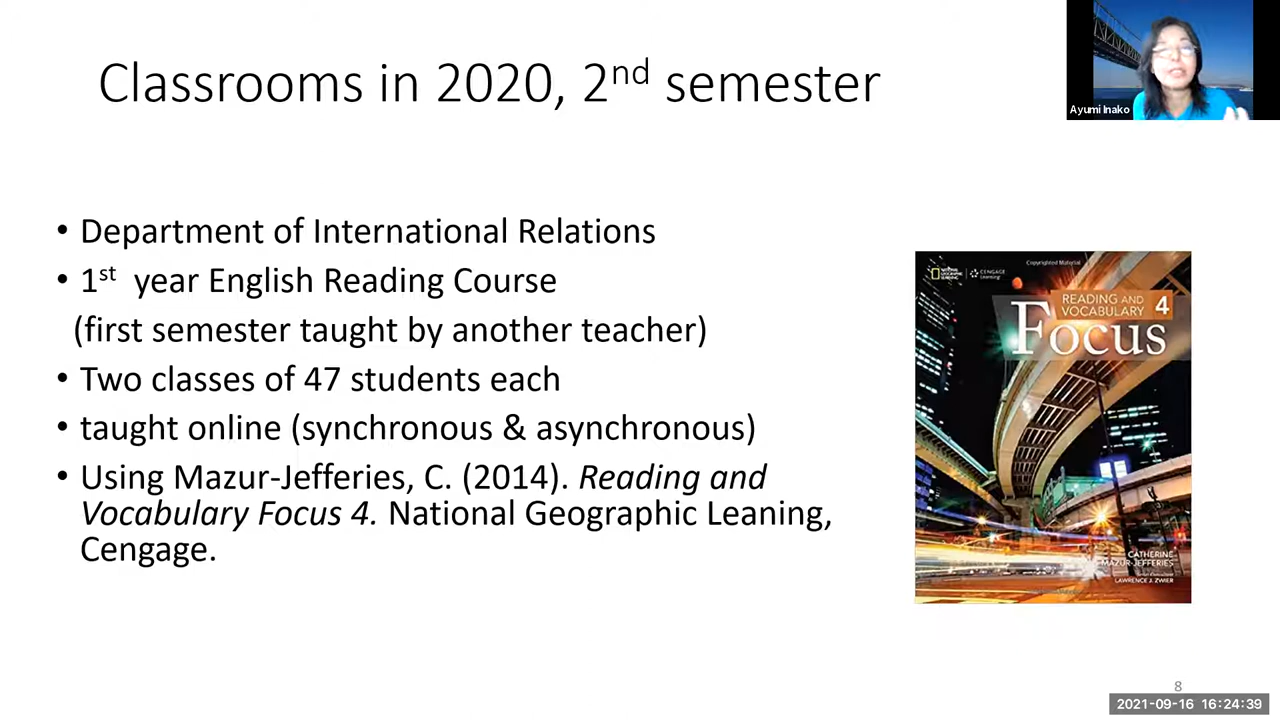 Classrooms in 2020, 2nd semester
Ayumi Inako
• Department of International Relations
• 1st year English Reading Course
(first semester taught by another teacher)
• Two classes of 47 students each
• taught online (synchronous & asynchronous)
• Using Mazur-Jefferies, C. (2014). Reading and
Vocabulary Focus 4. National Geographic Leaning,
Cengage.
Copyrighted Material
NATIONAL
GEOGRAPHIC
LEARNING
CENGAGE
Learning
READING AND
VOCABULARY 4
Focus
CATHERINE
MAZUR-JEFFERIES
LAWRENCE J. ZWIER
8
2021-09-16 16:24:39